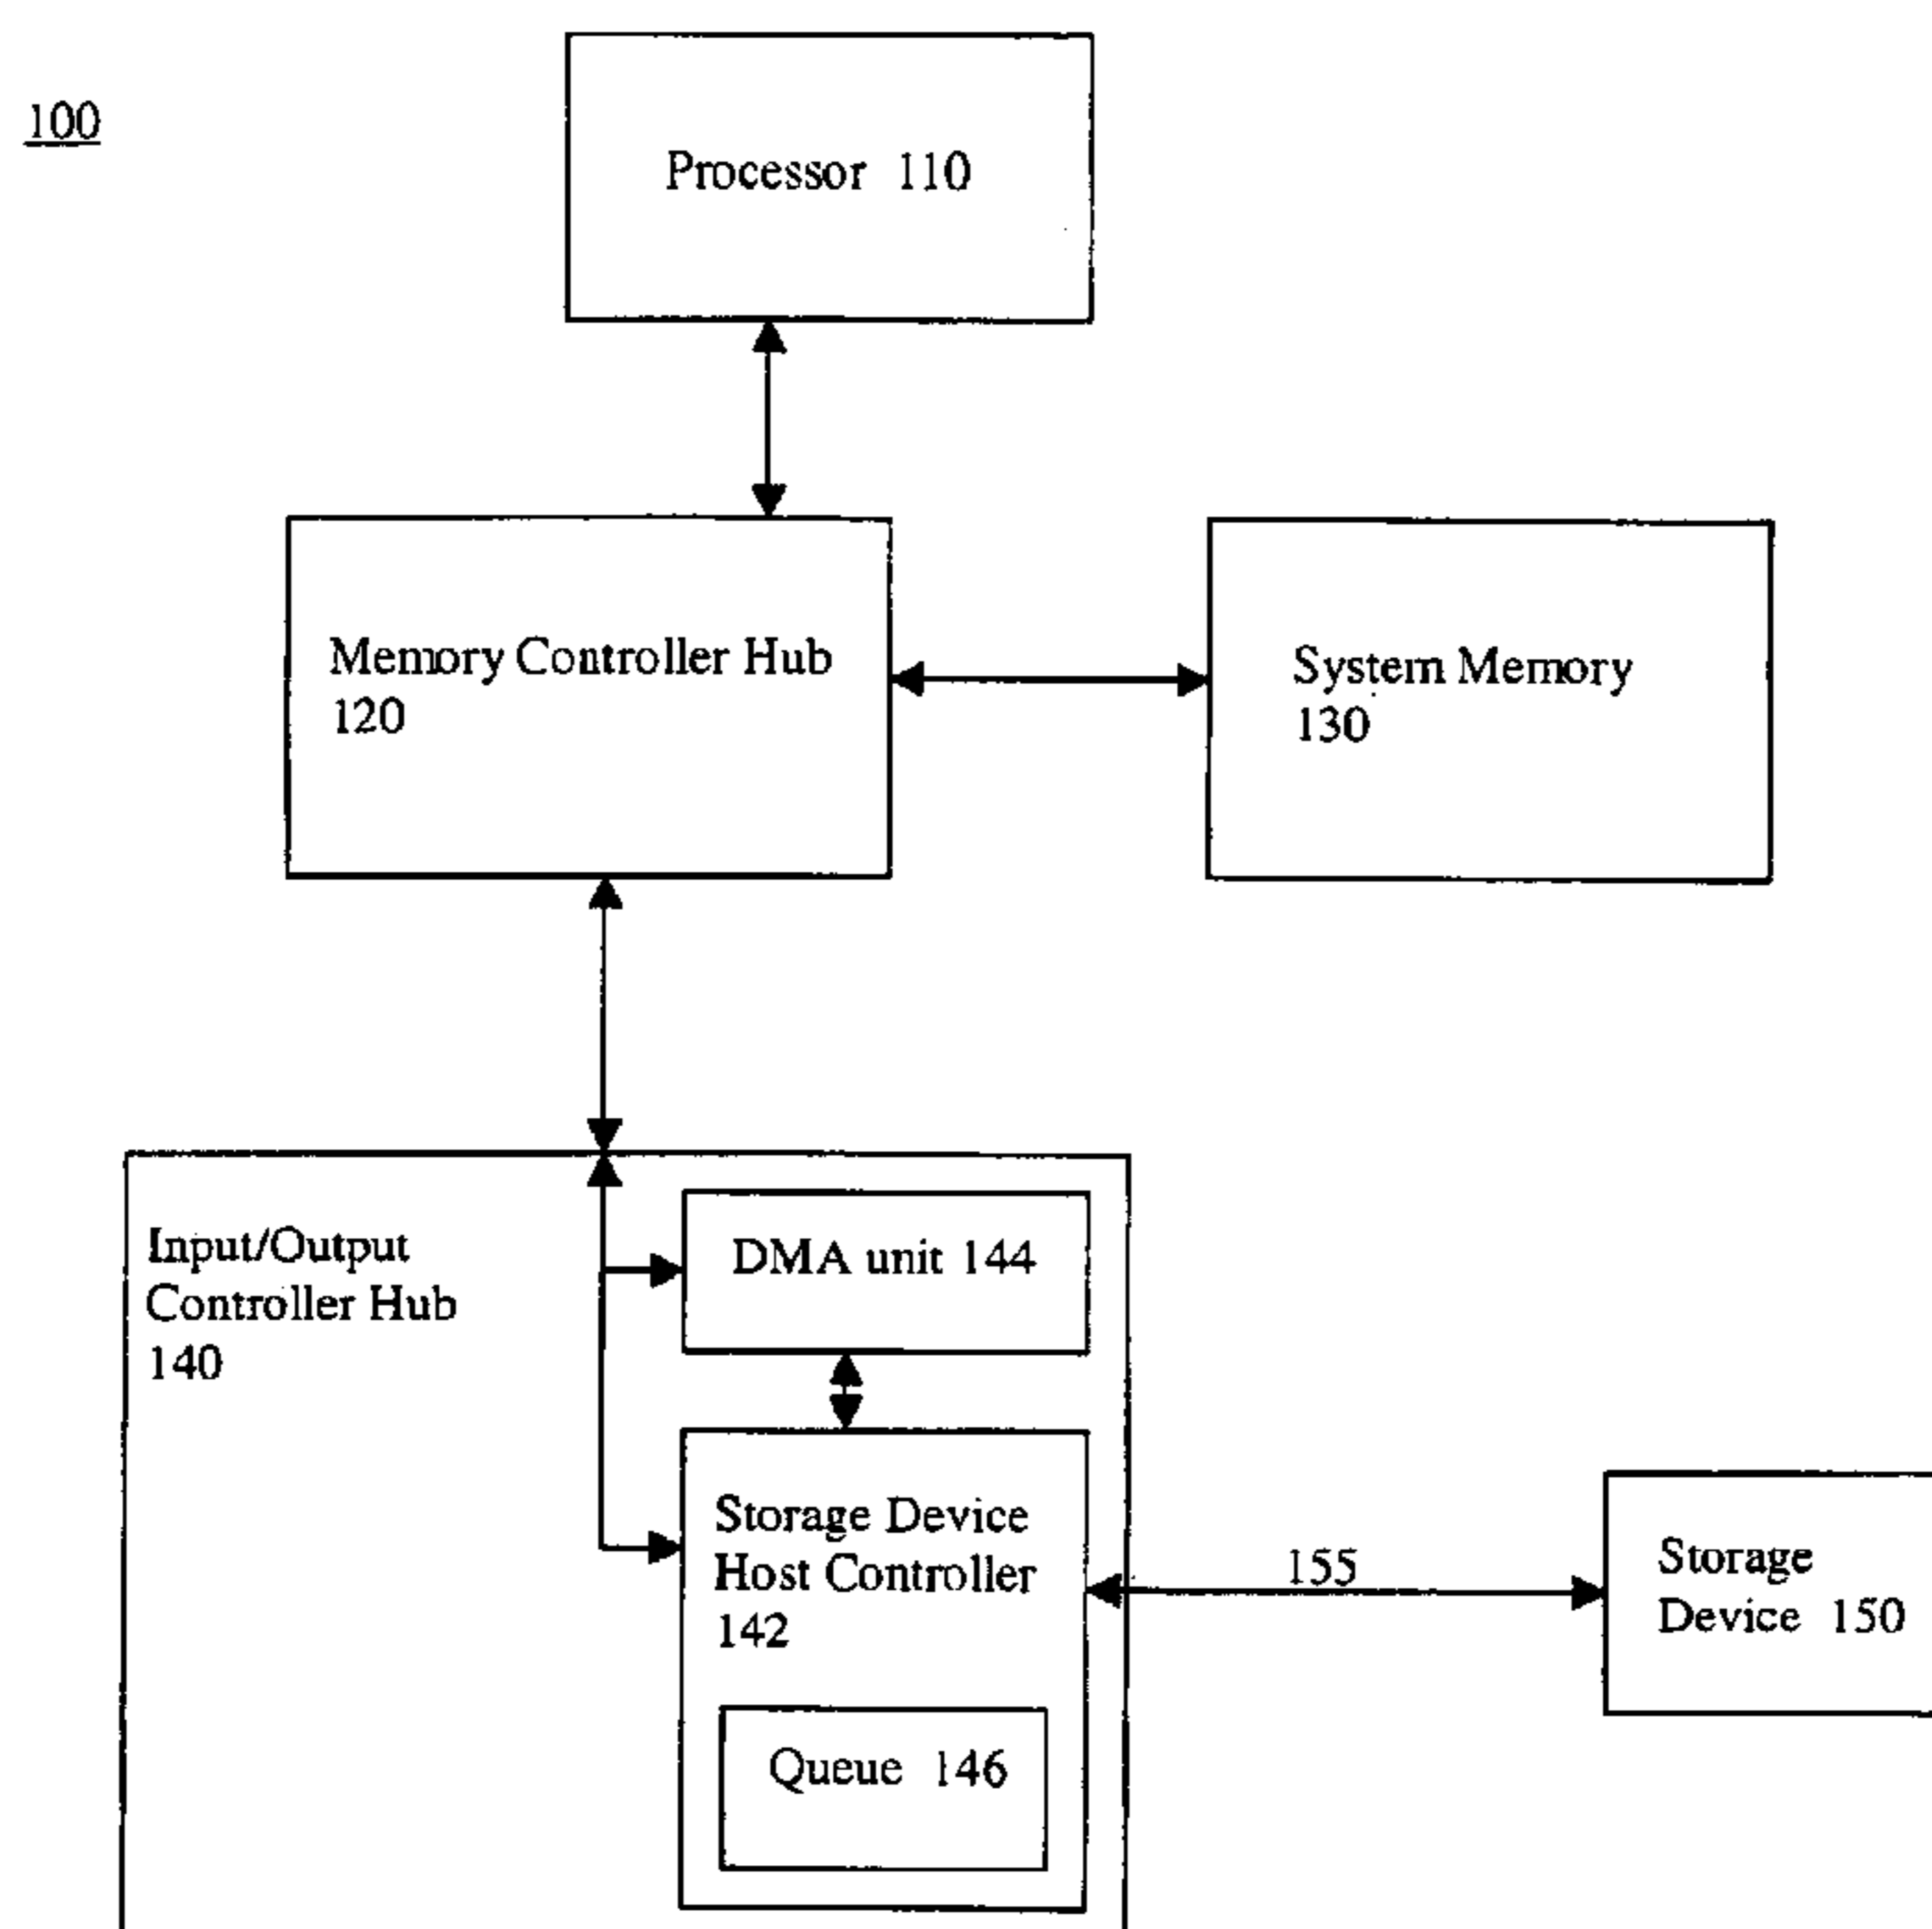 100
Processor 110
Memory Controller Hub
120
System Memory
130
Input/Output
Controller Hub
140
DMA unit 144
Storage Device
Host Controller
142
155
Storage
Device 150
Queue 146